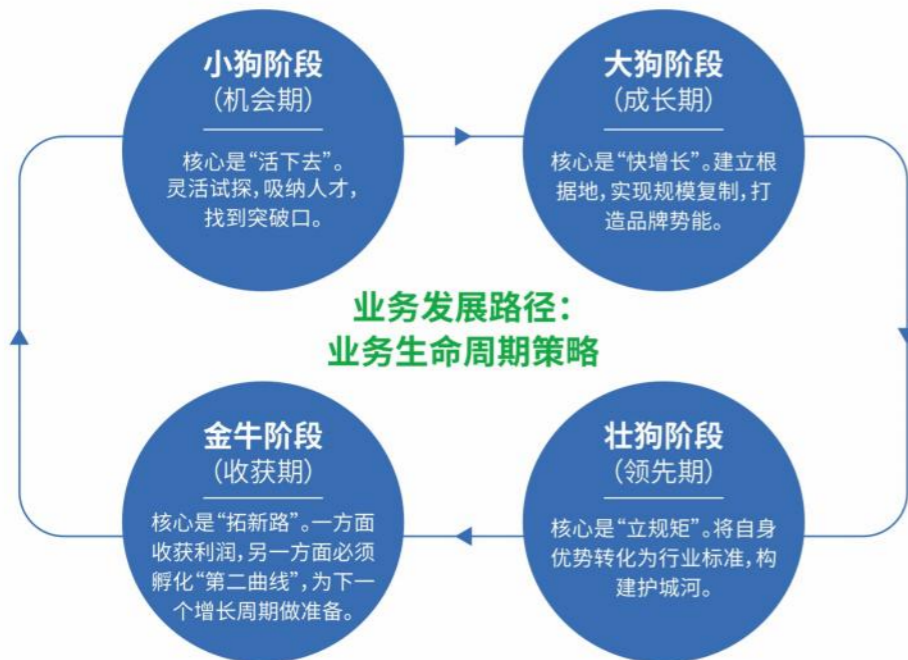 小狗阶段
（机会期）
核心是“活下去”。
灵活试探，吸纳人才，
找到突破口。
大狗阶段
（成长期）
核心是“快增长”。建立根
据地，实现规模复制，打
造品牌势能。
业务发展路径：
业务生命周期策略
金牛阶段
（收获期）
核心是“拓新路”。一方面
收获利润，另一方面必须
孵化“第二曲线”，为下一
个增长周期做准备。
壮狗阶段
（领先期）
核心是“立规矩”。将自身
优势转化为行业标准，构
建护城河。